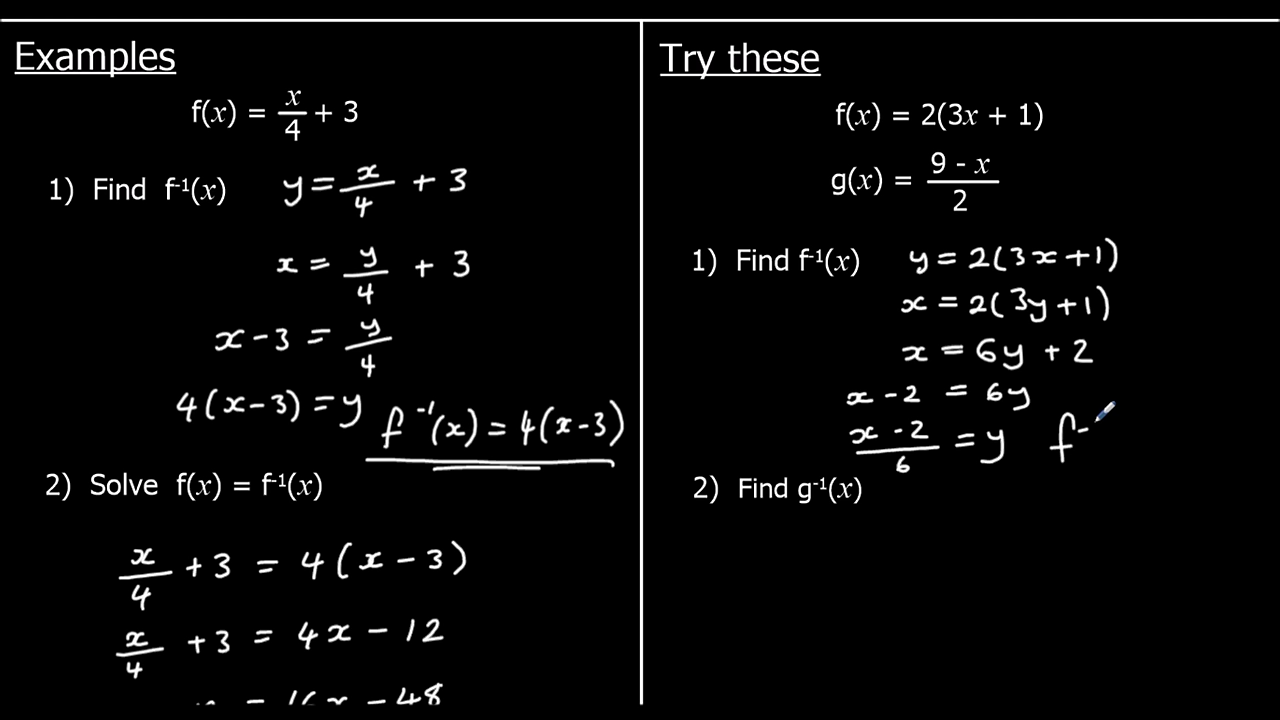 Examples
f(x) = x/4 + 3
1) Find f⁻¹(x) y = x/4 + 3
x = y/4 + 3
x - 3 = y/4
4(x - 3) = y
f⁻¹(x) = 4(x - 3)
2) Solve f(x) = f⁻¹(x)
x/4 + 3 = 4(x - 3)
x/4 + 3 = 4x - 12
Try these
f(x) = 2(3x + 1)
g(x) = (9 - x)/2
1) Find f⁻¹(x) y = 2(3x + 1)
x = 2(3y + 1)
x = 6y + 2
x - 2 = 6y
(x - 2)/6 = y f⁻
2) Find g⁻¹(x)